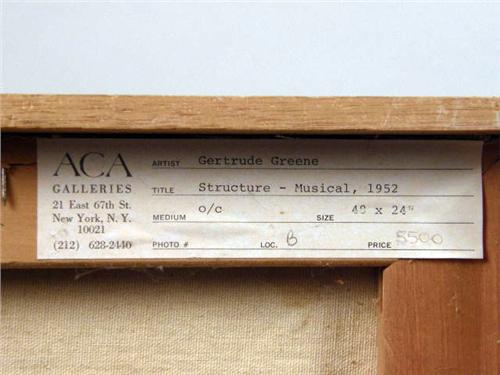 ACA
GALLERIES
21 East 67th St.
New York, N. Y.
10021
(212) 628-2440
ARTIST Gertrude Greene
TITLE Structure - Musical, 1952
MEDIUM o/c SIZE 40 x 24"
PHOTO # LOC. B PRICE 5500